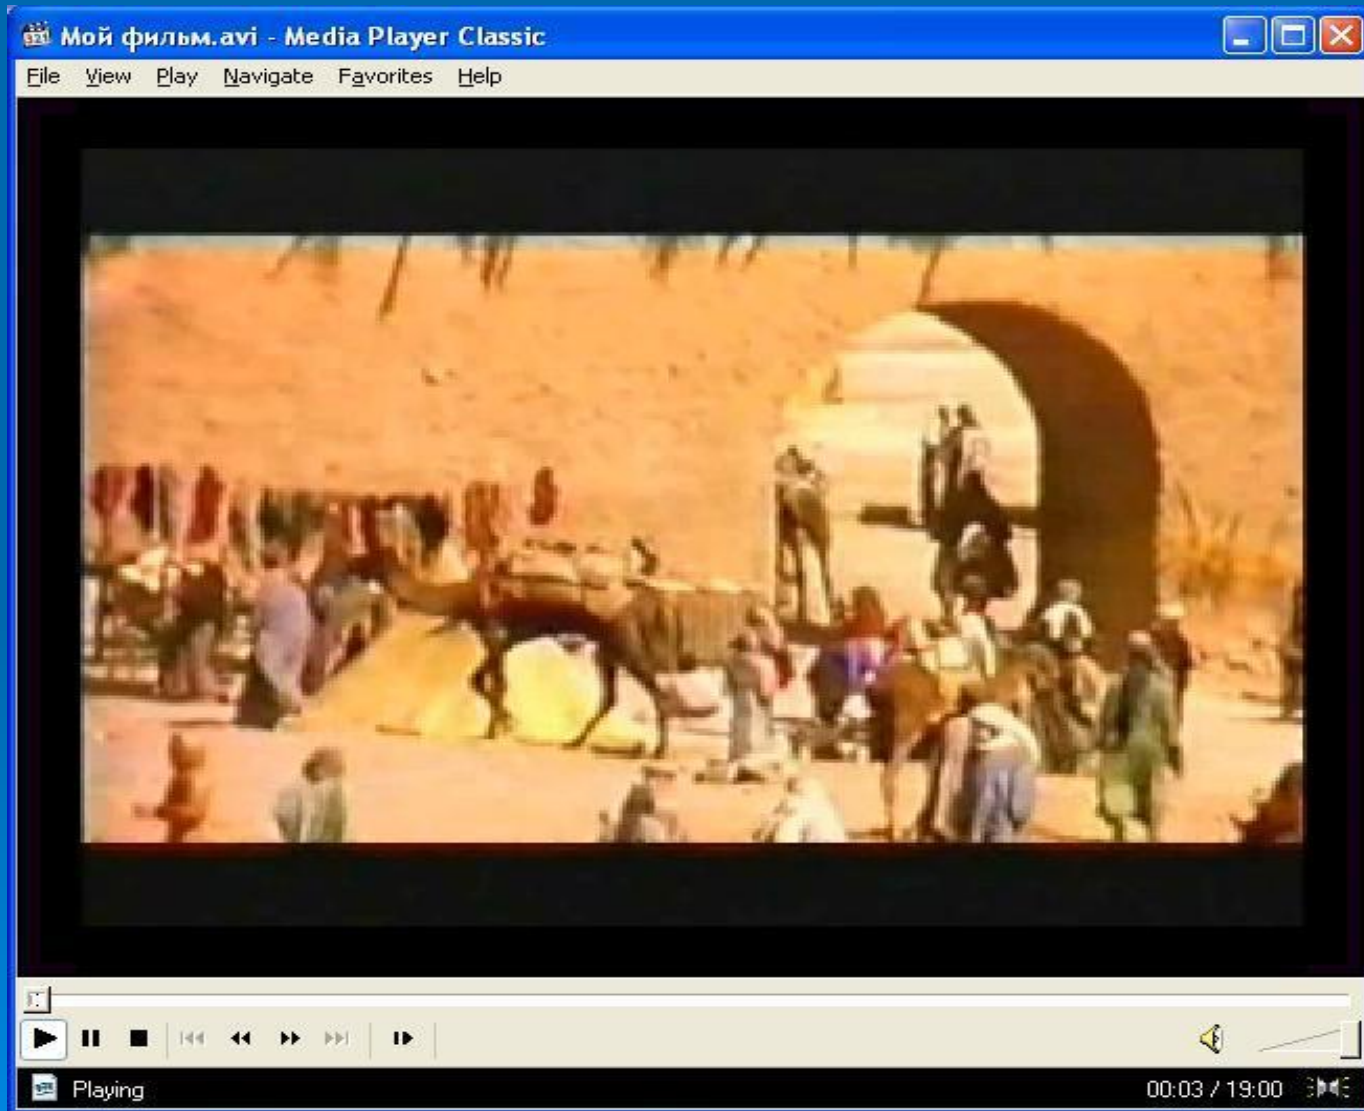 Мой фильм.avi - Media Player Classic
File View Play Navigate Favorites Help
Playing 00:03 / 19:00